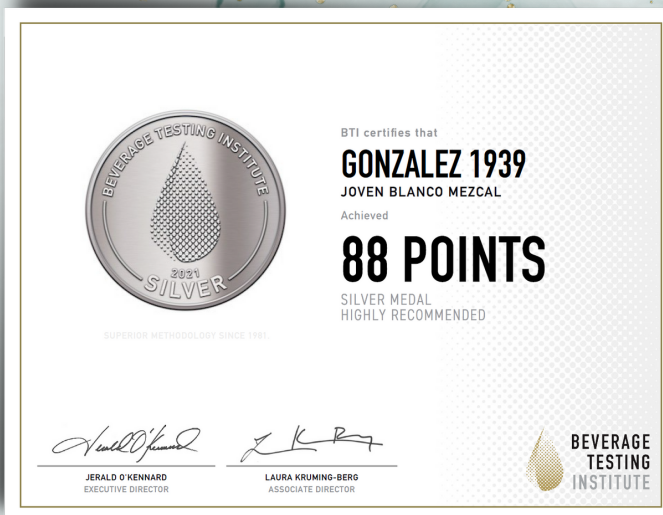 BEVERAGE TESTING INSTITUTE
2021
SILVER
SUPERIOR METHODOLOGY SINCE 1981.
BTI certifies that
GONZALEZ 1939
JOVEN BLANCO MEZCAL
Achieved
88 POINTS
SILVER MEDAL
HIGHLY RECOMMENDED
JERALD O'KENNARD
EXECUTIVE DIRECTOR
LAURA KRUMING-BERG
ASSOCIATE DIRECTOR
BEVERAGE
TESTING
INSTITUTE